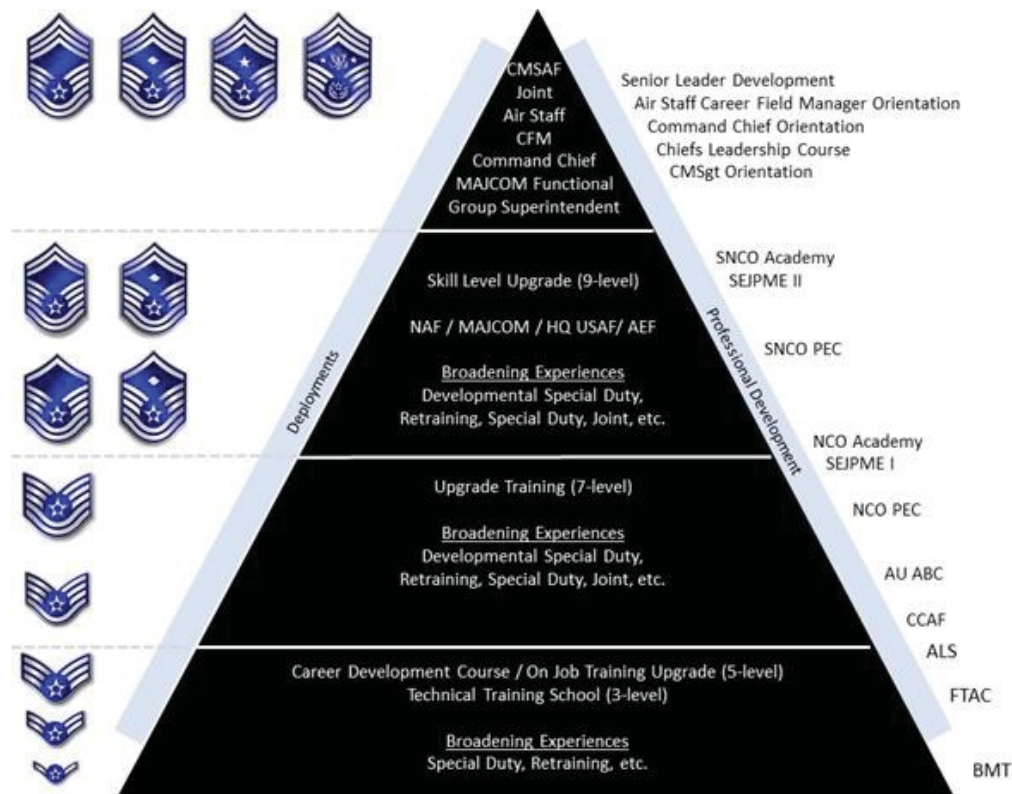 CMSAF
Joint
Air Staff
CFM
Command Chief
MAJCOM Functional
Group Superintendent
Senior Leader Development
Air Staff Career Field Manager Orientation
Command Chief Orientation
Chiefs Leadership Course
CMSgt Orientation
Skill Level Upgrade (9-level)
NAF / MAJCOM / HQ USAF/ AEF
Broadening Experiences
Developmental Special Duty,
Retraining, Special Duty, Joint, etc.
SNCO Academy
SEJPME II
SNCO PEC
Deployments
Professional Development
NCO Academy
SEJPME I
Upgrade Training (7-level)
Broadening Experiences
Developmental Special Duty,
Retraining, Special Duty, Joint, etc.
NCO PEC
AU ABC
CCAF
ALS
Career Development Course / On Job Training Upgrade (5-level)
Technical Training School (3-level)
Broadening Experiences
Special Duty, Retraining, etc.
FTAC
BMT